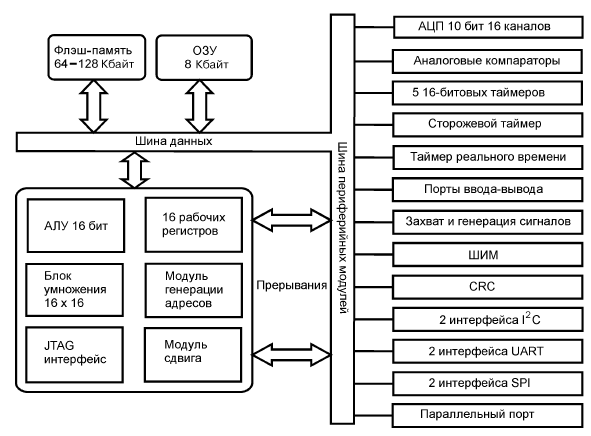 Флэш-память
64–128 Кбайт
ОЗУ
8 Кбайт
Шина данных
АЛУ 16 бит
16 рабочих
регистров
Блок
умножения
16 x 16
Модуль
генерации
адресов
JTAG
интерфейс
Модуль
сдвига
Прерывания
Шина периферийных модулей
АЦП 10 бит 16 каналов
Аналоговые компараторы
5 16-битовых таймеров
Сторожевой таймер
Таймер реального времени
Порты ввода-вывода
Захват и генерация сигналов
ШИМ
CRC
2 интерфейса I²C
2 интерфейса UART
2 интерфейса SPI
Параллельный порт